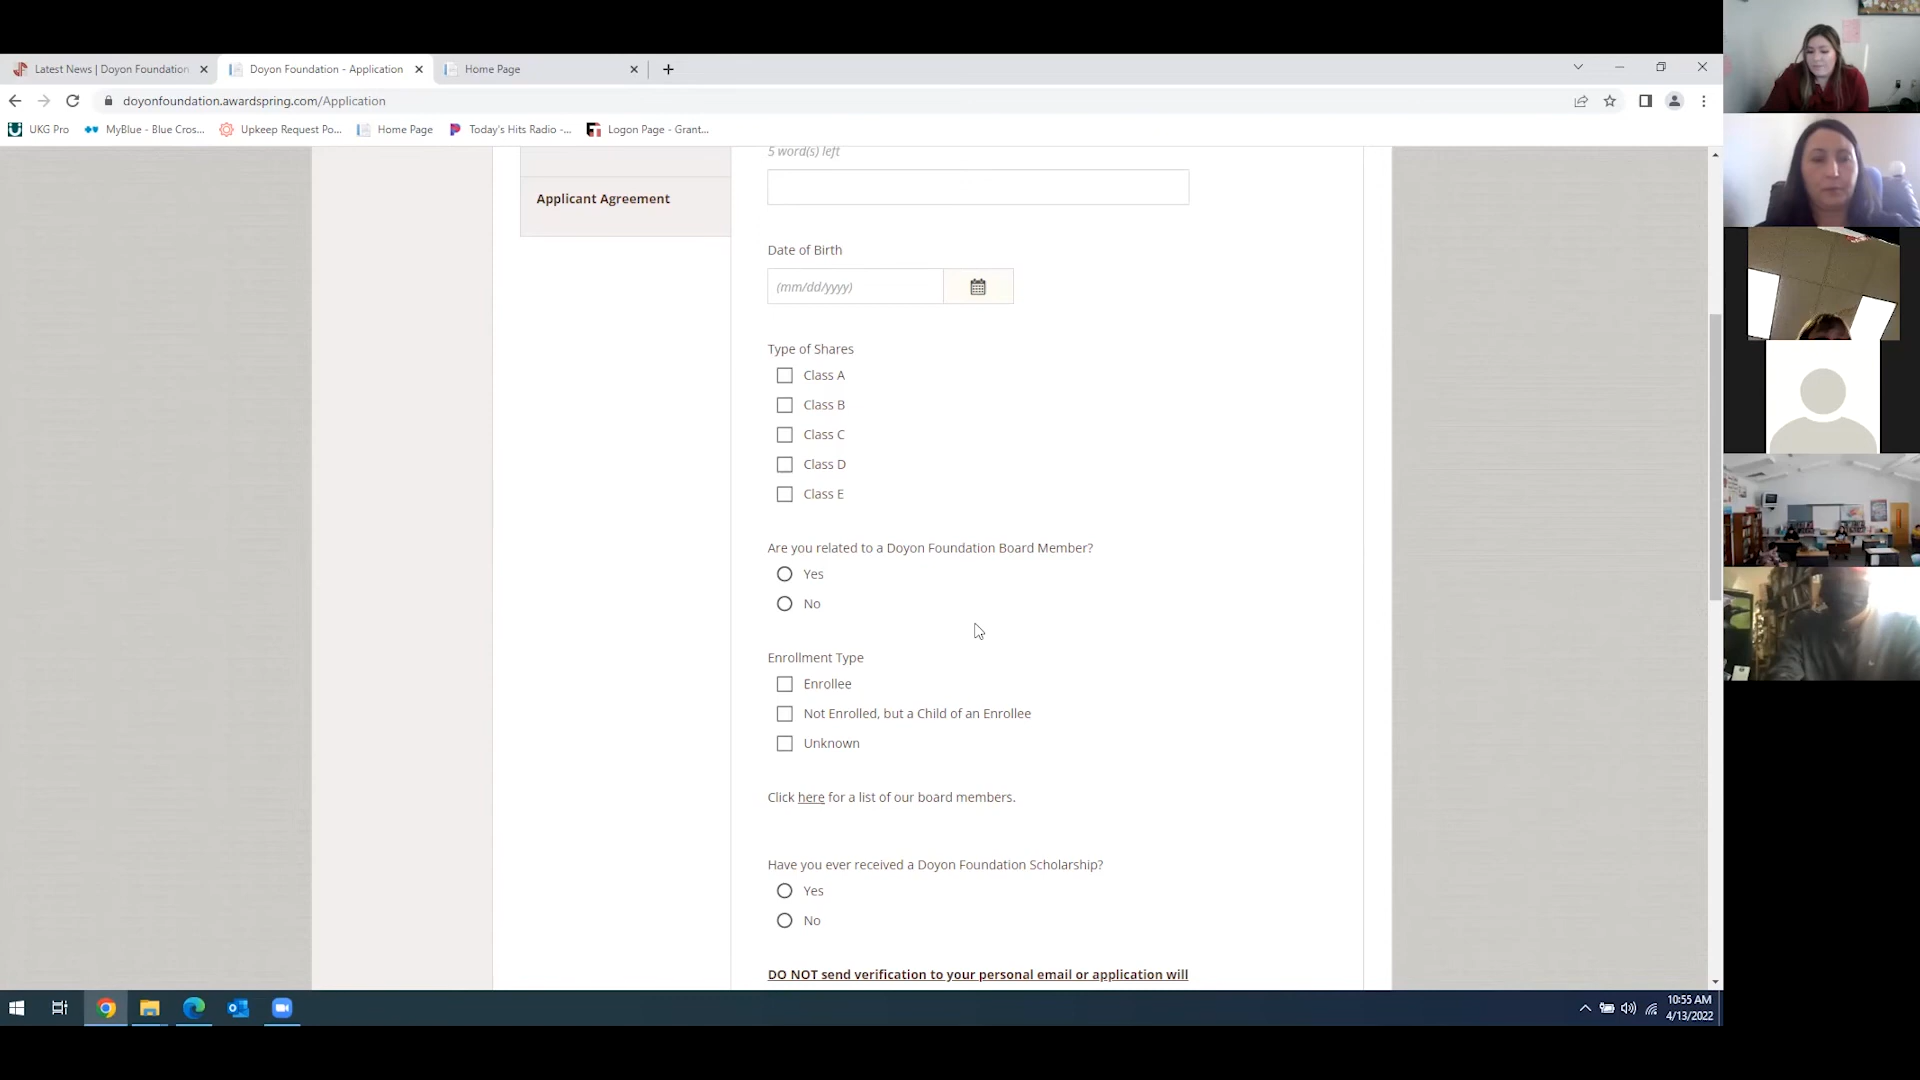 Latest News | Doyon Foundation
Doyon Foundation - Application
Home Page
doyonfoundation.awardspring.com/Application
UKG Pro
MyBlue - Blue Cros...
Upkeep Request Po...
Home Page
Today's Hits Radio -...
Logon Page - Grant...
5 word(s) left
Applicant Agreement
Date of Birth
(mm/dd/yyyy)
Type of Shares
Class A
Class B
Class C
Class D
Class E
Are you related to a Doyon Foundation Board Member?
Yes
No
Enrollment Type
Enrollee
Not Enrolled, but a Child of an Enrollee
Unknown
Click here for a list of our board members.
Have you ever received a Doyon Foundation Scholarship?
Yes
No
DO NOT send verification to your personal email or application will
10:55 AM
4/13/2022